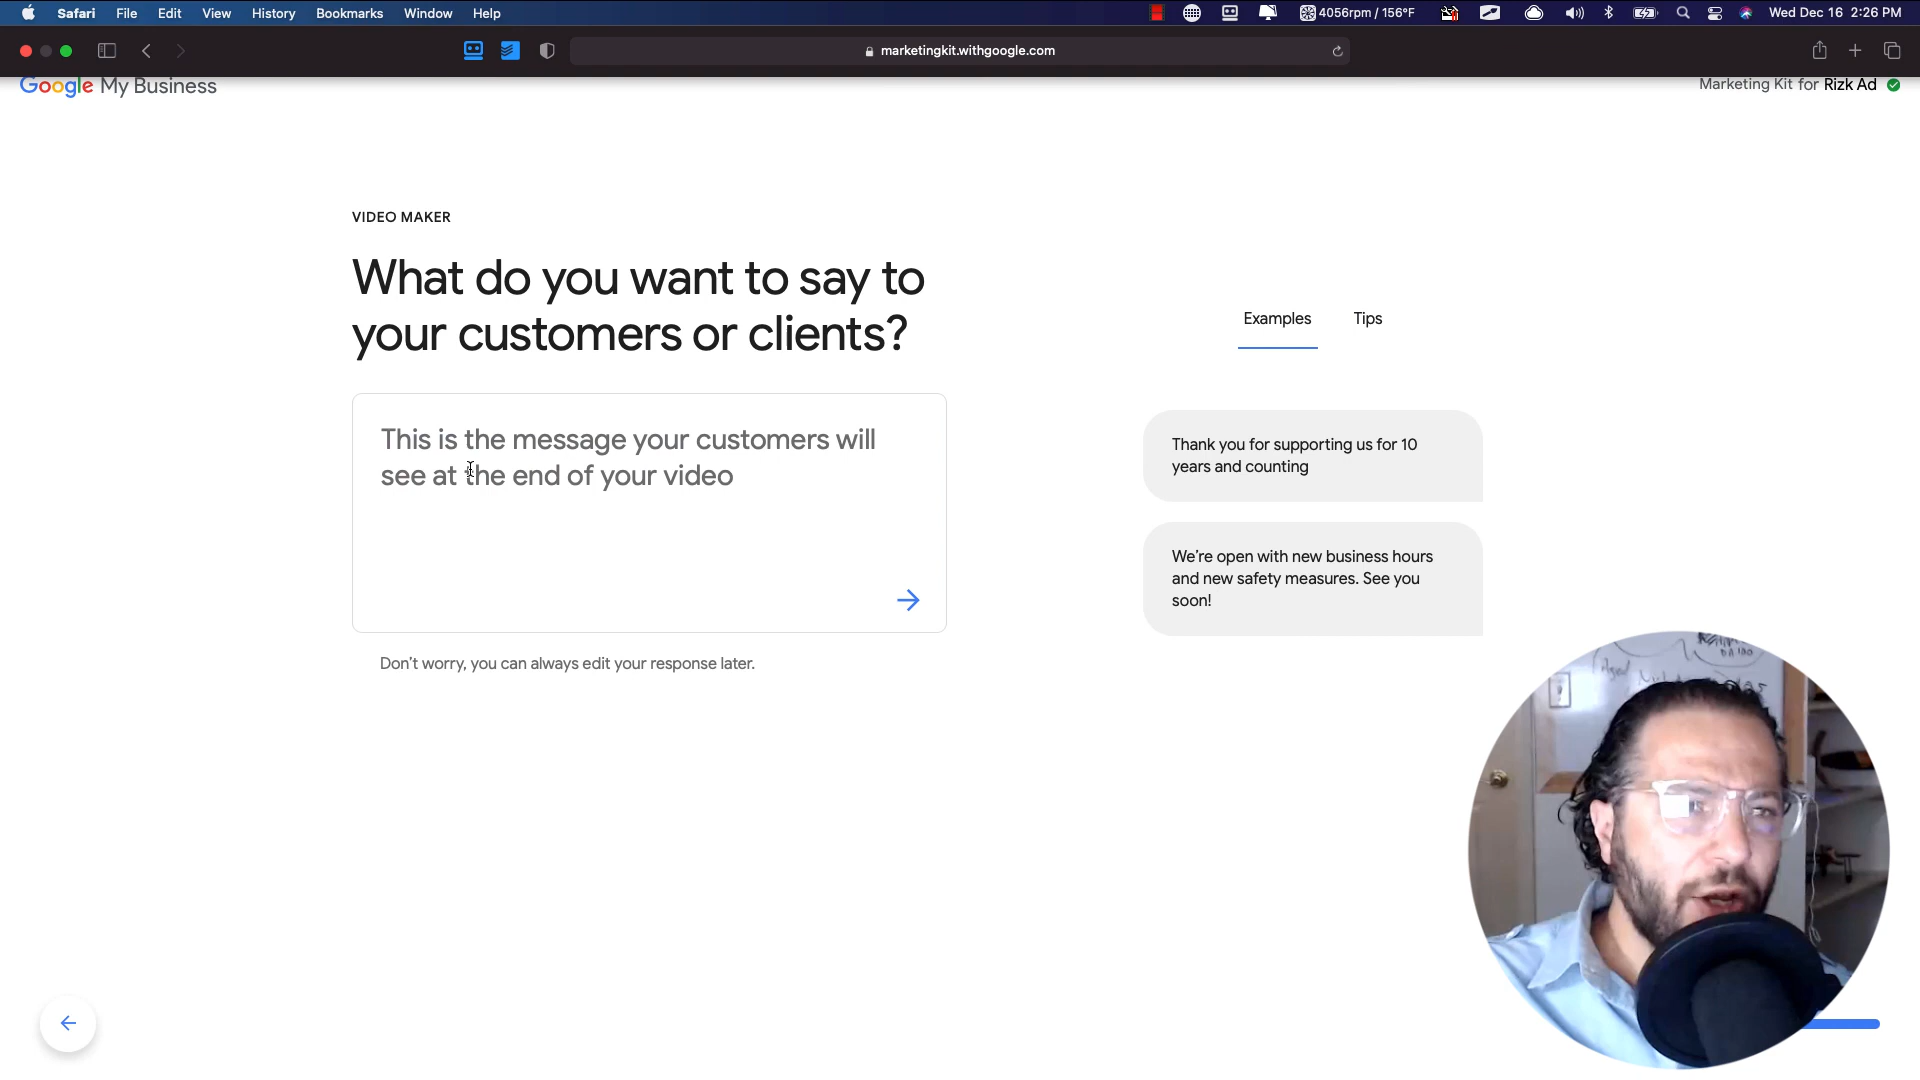 Safari File Edit View History Bookmarks Window Help 4056rpm / 156°F Wed Dec 16 2:26 PM
marketingkit.withgoogle.com
Google My Business
Marketing Kit for Rizk Ad
VIDEO MAKER
What do you want to say to
your customers or clients?
This is the message your customers will
see at the end of your video
Don't worry, you can always edit your response later.
Examples Tips
Thank you for supporting us for 10
years and counting
We're open with new business hours
and new safety measures. See you
soon!